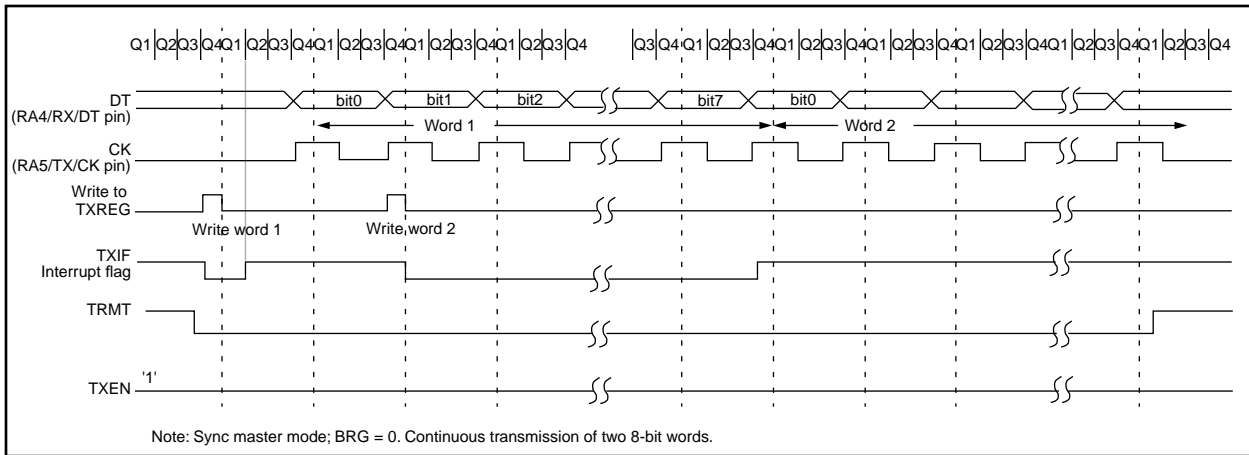 Q1 Q2 Q3 Q4 Q1 Q2 Q3 Q4 Q1 Q2 Q3 Q4 Q1 Q2 Q3 Q4 Q1 Q2 Q3 Q4 Q3 Q4 Q1 Q2 Q3 Q4 Q1 Q2 Q3 Q4 Q1 Q2 Q3 Q4 Q1 Q2 Q3 Q4 Q1 Q2 Q3 Q4 Q1 Q2 Q3 Q4
DT
(RA4/RX/DT pin)
bit0 bit1 bit2 bit7 bit0
Word 1 Word 2
CK
(RA5/TX/CK pin)
Write to
TXREG
Write word 1 Write word 2
TXIF
Interrupt flag
TRMT
'1'
TXEN
Note: Sync master mode; BRG = 0. Continuous transmission of two 8-bit words.